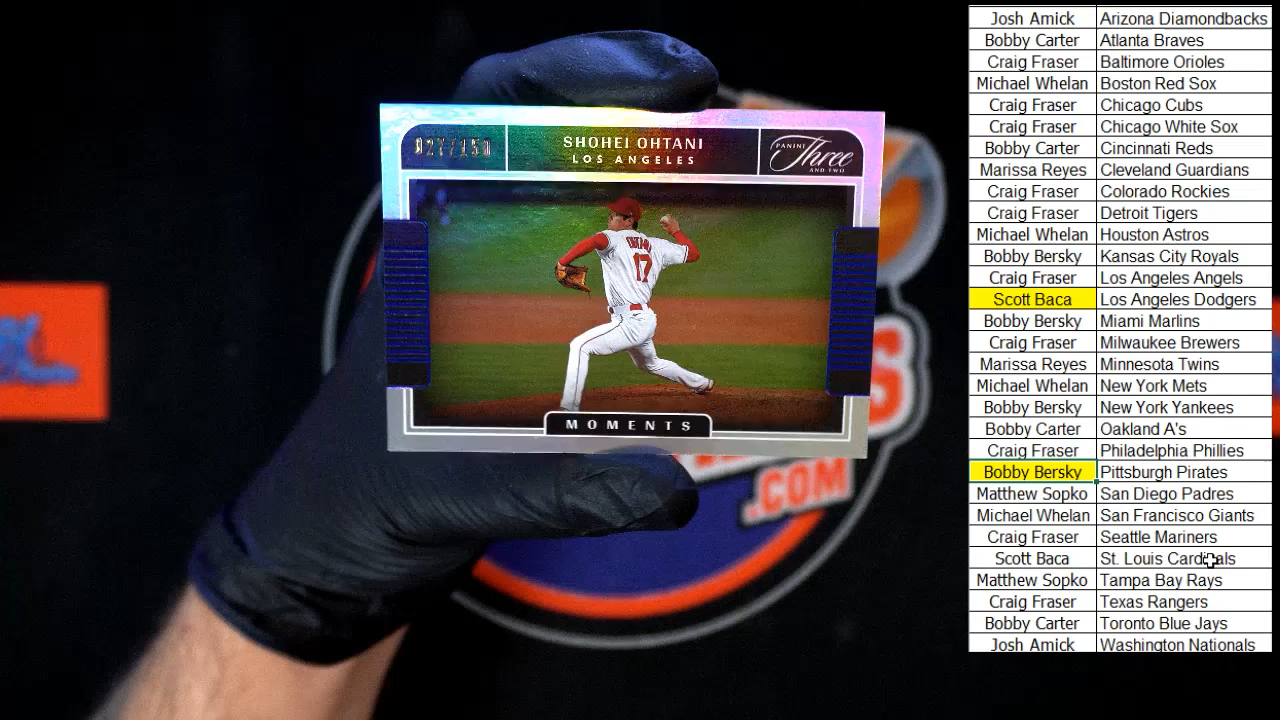 027/150
SHOHEI OHTANI
LOS ANGELES
PANINI
Three
AND TWO
OHTANI
17
MOMENTS
.COM
Josh Amick Arizona Diamondbacks
Bobby Carter Atlanta Braves
Craig Fraser Baltimore Orioles
Michael Whelan Boston Red Sox
Craig Fraser Chicago Cubs
Craig Fraser Chicago White Sox
Bobby Carter Cincinnati Reds
Marissa Reyes Cleveland Guardians
Craig Fraser Colorado Rockies
Craig Fraser Detroit Tigers
Michael Whelan Houston Astros
Bobby Bersky Kansas City Royals
Craig Fraser Los Angeles Angels
Scott Baca Los Angeles Dodgers
Bobby Bersky Miami Marlins
Craig Fraser Milwaukee Brewers
Marissa Reyes Minnesota Twins
Michael Whelan New York Mets
Bobby Bersky New York Yankees
Bobby Carter Oakland A's
Craig Fraser Philadelphia Phillies
Bobby Bersky Pittsburgh Pirates
Matthew Sopko San Diego Padres
Michael Whelan San Francisco Giants
Craig Fraser Seattle Mariners
Scott Baca St. Louis Cardinals
Matthew Sopko Tampa Bay Rays
Craig Fraser Texas Rangers
Bobby Carter Toronto Blue Jays
Josh Amick Washington Nationals